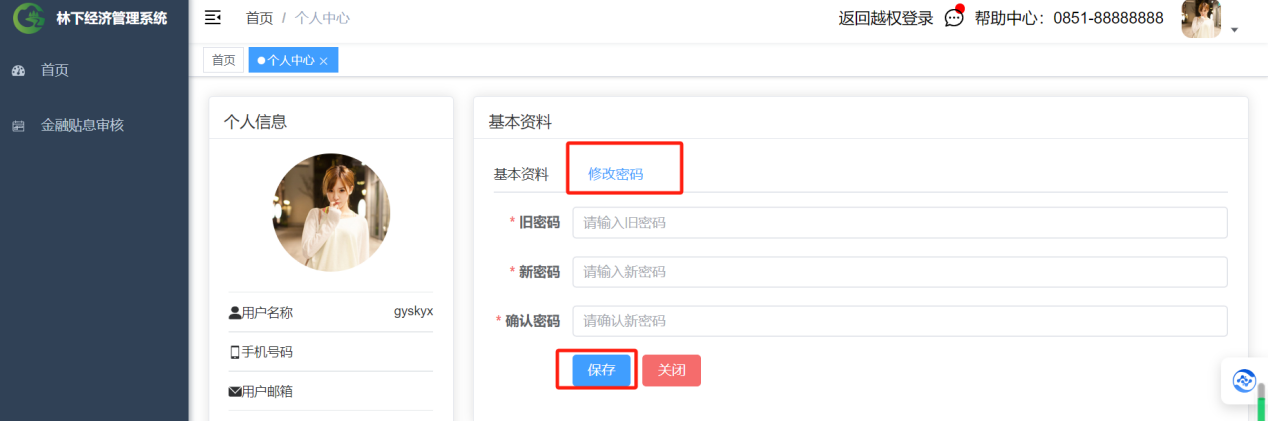 林下经济管理系统
首页 / 个人中心
返回越权登录 帮助中心：0851-88888888
首页
金融贴息审核
首页 个人中心 ×
个人信息
用户名称 gyskyx
手机号码
用户邮箱
基本资料
基本资料 修改密码
* 旧密码 请输入旧密码
* 新密码 请输入新密码
* 确认密码 请确认新密码
保存 关闭